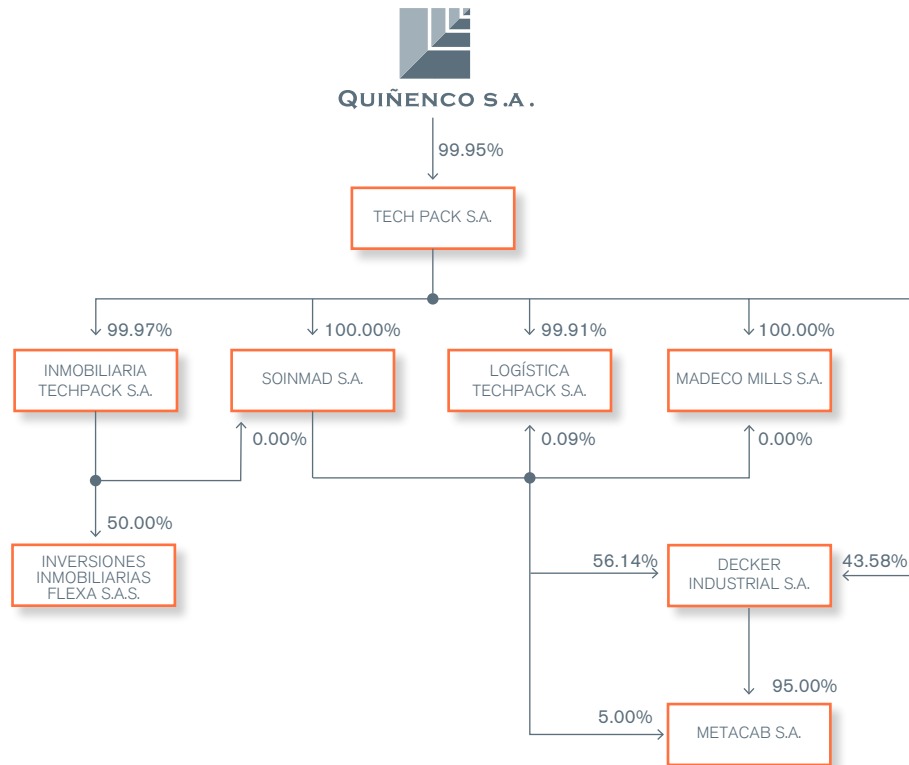 QUIÑENCO S.A.
99.95%
TECH PACK S.A.
99.97%
100.00%
99.91%
100.00%
INMOBILIARIA
TECHPACK S.A.
SOINMAD S.A.
LOGÍSTICA
TECHPACK S.A.
MADECO MILLS S.A.
0.00%
0.09%
0.00%
50.00%
INVERSIONES
INMOBILIARIAS
FLEXA S.A.S.
56.14%
DECKER
INDUSTRIAL S.A.
43.58%
95.00%
5.00%
METACAB S.A.